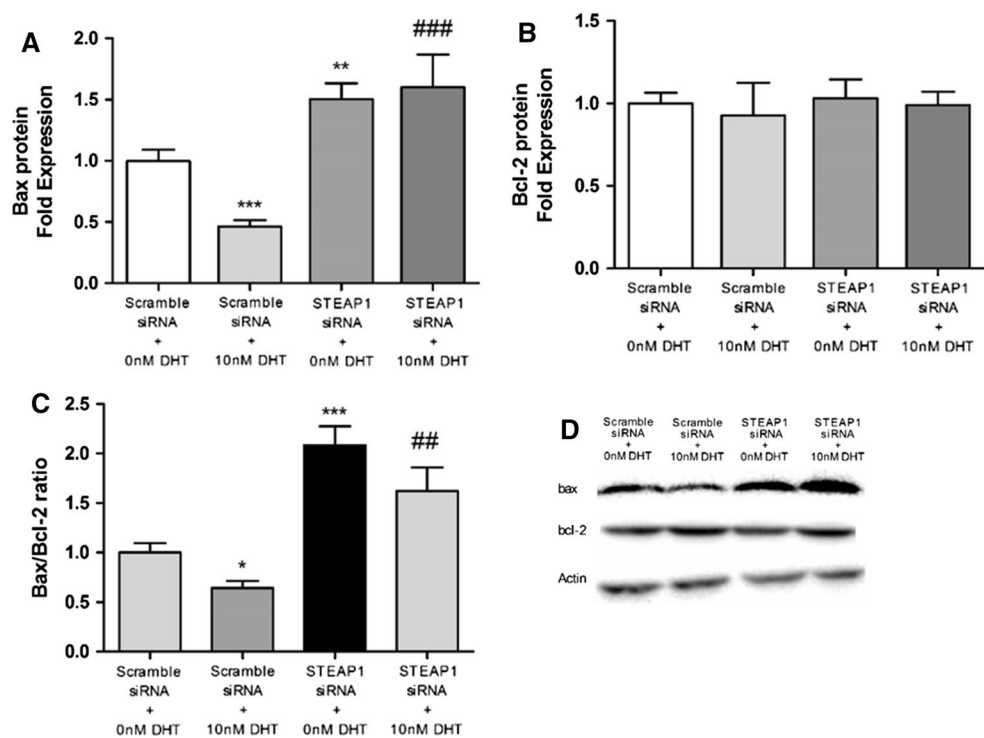 A
Bax protein
Fold Expression
2.0
1.5
1.0
0.5
0.0
**
***
###
Scramble
siRNA
+
0nM DHT
Scramble
siRNA
+
10nM DHT
STEAP1
siRNA
+
0nM DHT
STEAP1
siRNA
+
10nM DHT
B
Bcl-2 protein
Fold Expression
1.5
1.0
0.5
0.0
Scramble
siRNA
+
0nM DHT
Scramble
siRNA
+
10nM DHT
STEAP1
siRNA
+
0nM DHT
STEAP1
siRNA
+
10nM DHT
C
Bax/Bcl-2 ratio
2.5
2.0
1.5
1.0
0.5
0.0
*
***
##
Scramble
siRNA
+
0nM DHT
Scramble
siRNA
+
10nM DHT
STEAP1
siRNA
+
0nM DHT
STEAP1
siRNA
+
10nM DHT
D
Scramble
siRNA
+
0nM DHT
Scramble
siRNA
+
10nM DHT
STEAP1
siRNA
+
0nM DHT
STEAP1
siRNA
+
10nM DHT
bax
bcl-2
Actin